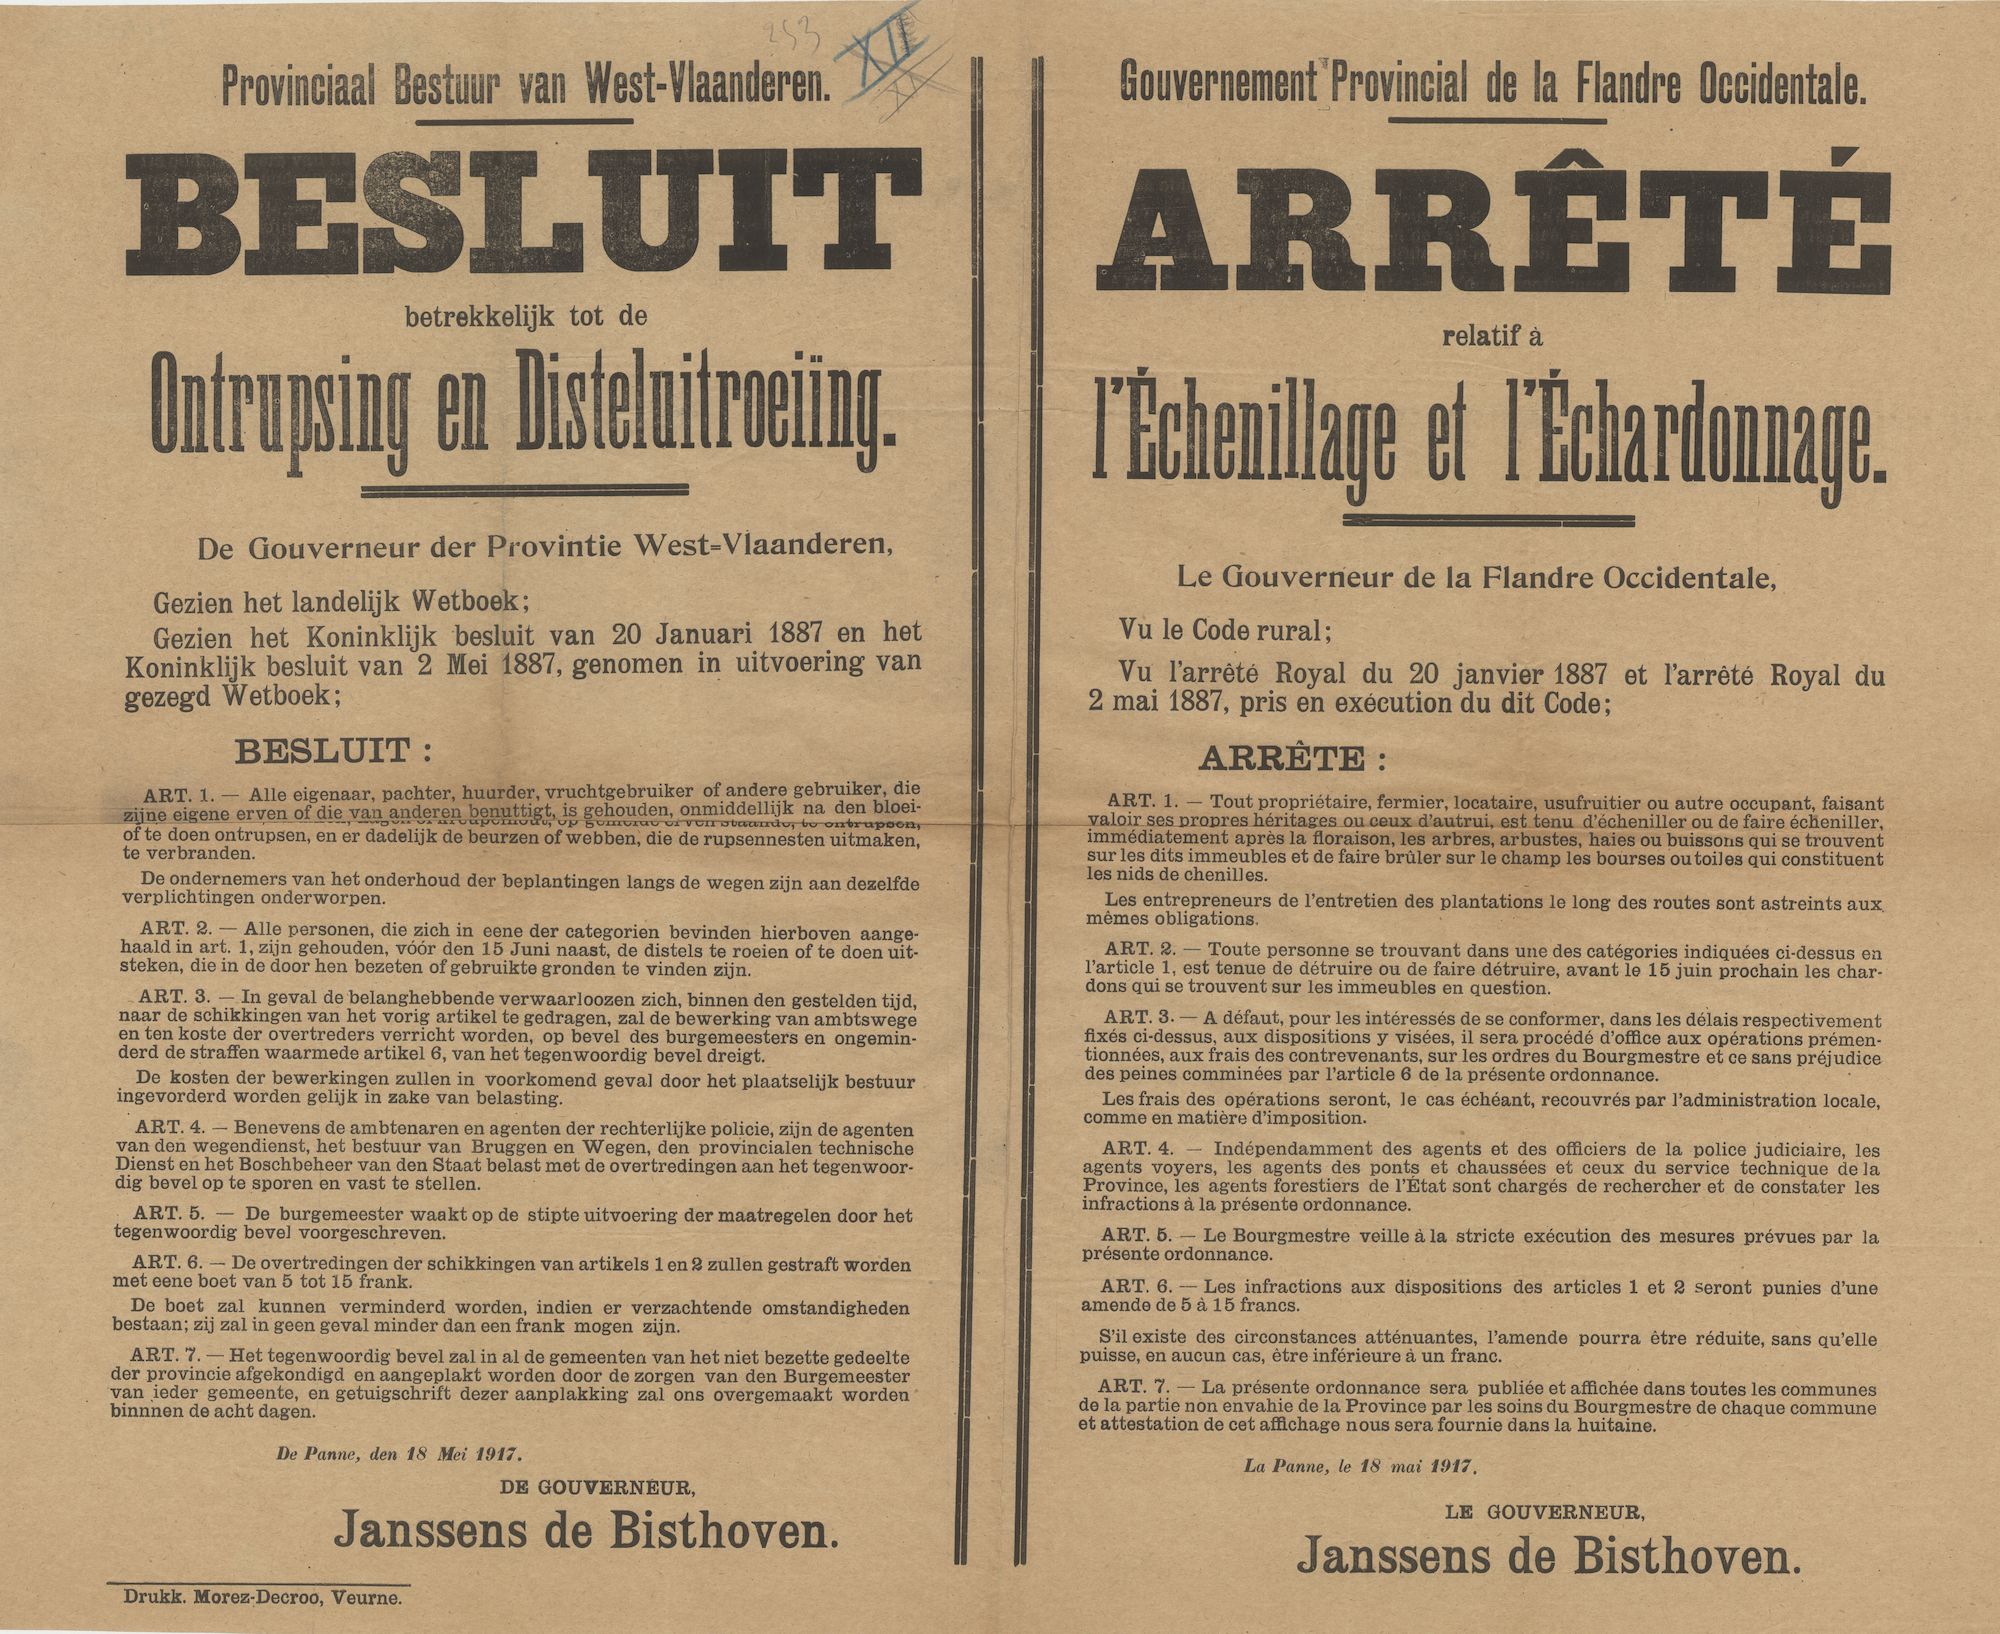 253
XII
Provinciaal Bestuur van West-Vlaanderen.
BESLUIT
betrekkelijk tot de
Ontrupsing en Disteluitroeiïng.
De Gouverneur der Provintie West=Vlaanderen,
Gezien het landelijk Wetboek;
Gezien het Koninklijk besluit van 20 Januari 1887 en het
Koninklijk besluit van 2 Mei 1887, genomen in uitvoering van
gezegd Wetboek;
BESLUIT :
ART. 1. — Alle eigenaar, pachter, huurder, vruchtgebruiker of andere gebruiker, die
zijne eigene erven of die van anderen benuttigt, is gehouden, onmiddellijk na den bloei-
op gemelde erven staande, te ontrupsen,
of te doen ontrupsen, en er dadelijk de beurzen of webben, die de rupsennesten uitmaken,
te verbranden.
De ondernemers van het onderhoud der beplantingen langs de wegen zijn aan dezelfde
verplichtingen onderworpen.
ART. 2. — Alle personen, die zich in eene der categorien bevinden hierboven aange-
haald in art. 1, zijn gehouden, vóór den 15 Juni naast, de distels te roeien of te doen uit-
steken, die in de door hen bezeten of gebruikte gronden te vinden zijn.
ART. 3. — In geval de belanghebbende verwaarloozen zich, binnen den gestelden tijd,
naar de schikkingen van het vorig artikel te gedragen, zal de bewerking van ambtswege
en ten koste der overtreders verricht worden, op bevel des burgemeesters en ongemin-
derd de straffen waarmede artikel 6, van het tegenwoordig bevel dreigt.
De kosten der bewerkingen zullen in voorkomend geval door het plaatselijk bestuur
ingevorderd worden gelijk in zake van belasting.
ART. 4. — Benevens de ambtenaren en agenten der rechterlijke policie, zijn de agenten
van den wegendienst, het bestuur van Bruggen en Wegen, den provincialen technische
Dienst en het Boschbeheer van den Staat belast met de overtredingen aan het tegenwoor-
dig bevel op te sporen en vast te stellen.
ART. 5. — De burgemeester waakt op de stipte uitvoering der maatregelen door het
tegenwoordig bevel voorgeschreven.
ART. 6. — De overtredingen der schikkingen van artikels 1 en 2 zullen gestraft worden
met eene boet van 5 tot 15 frank.
De boet zal kunnen verminderd worden, indien er verzachtende omstandigheden
bestaan; zij zal in geen geval minder dan een frank mogen zijn.
ART. 7. — Het tegenwoordig bevel zal in al de gemeenten van het niet bezette gedeelte
der provincie afgekondigd en aangeplakt worden door de zorgen van den Burgemeester
van ieder gemeente, en getuigschrift dezer aanplakking zal ons overgemaakt worden
binnnen de acht dagen.
De Panne, den 18 Mei 1917.
DE GOUVERNEUR,
Janssens de Bisthoven.
Drukk. Morez-Decroo, Veurne.
Gouvernement Provincial de la Flandre Occidentale.
ARRÊTÉ
relatif à
l'Échenillage et l'Échardonnage.
Le Gouverneur de la Flandre Occidentale,
Vu le Code rural;
Vu l'arrêté Royal du 20 janvier 1887 et l'arrêté Royal du
2 mai 1887, pris en exécution du dit Code;
ARRÊTE :
ART. 1. — Tout propriétaire, fermier, locataire, usufruitier ou autre occupant, faisant
valoir ses propres héritages ou ceux d'autrui, est tenu d'écheniller ou de faire écheniller,
immédiatement après la floraison, les arbres, arbustes, haies ou buissons qui se trouvent
sur les dits immeubles et de faire brûler sur le champ les bourses ou toiles qui constituent
les nids de chenilles.
Les entrepreneurs de l'entretien des plantations le long des routes sont astreints aux
mêmes obligations.
ART. 2. — Toute personne se trouvant dans une des catégories indiquées ci-dessus en
l'article 1, est tenue de détruire ou de faire détruire, avant le 15 juin prochain les char-
dons qui se trouvent sur les immeubles en question.
ART. 3. — A défaut, pour les intéressés de se conformer, dans les délais respectivement
fixés ci-dessus, aux dispositions y visées, il sera procédé d'office aux opérations prémen-
tionnées, aux frais des contrevenants, sur les ordres du Bourgmestre et ce sans préjudice
des peines comminées par l'article 6 de la présente ordonnance.
Les frais des opérations seront, le cas échéant, recouvrés par l'administration locale,
comme en matière d'imposition.
ART. 4. — Indépendamment des agents et des officiers de la police judiciaire, les
agents voyers, les agents des ponts et chaussées et ceux du service technique de la
Province, les agents forestiers de l'État sont chargés de rechercher et de constater les
infractions à la présente ordonnance.
ART. 5. — Le Bourgmestre veille à la stricte exécution des mesures prévues par la
présente ordonnance.
ART. 6. — Les infractions aux dispositions des articles 1 et 2 seront punies d'une
amende de 5 à 15 francs.
S'il existe des circonstances atténuantes, l'amende pourra être réduite, sans qu'elle
puisse, en aucun cas, être inférieure à un franc.
ART. 7. — La présente ordonnance sera publiée et affichée dans toutes les communes
de la partie non envahie de la Province par les soins du Bourgmestre de chaque commune
et attestation de cet affichage nous sera fournie dans la huitaine.
La Panne, le 18 mai 1917.
LE GOUVERNEUR,
Janssens de Bisthoven.